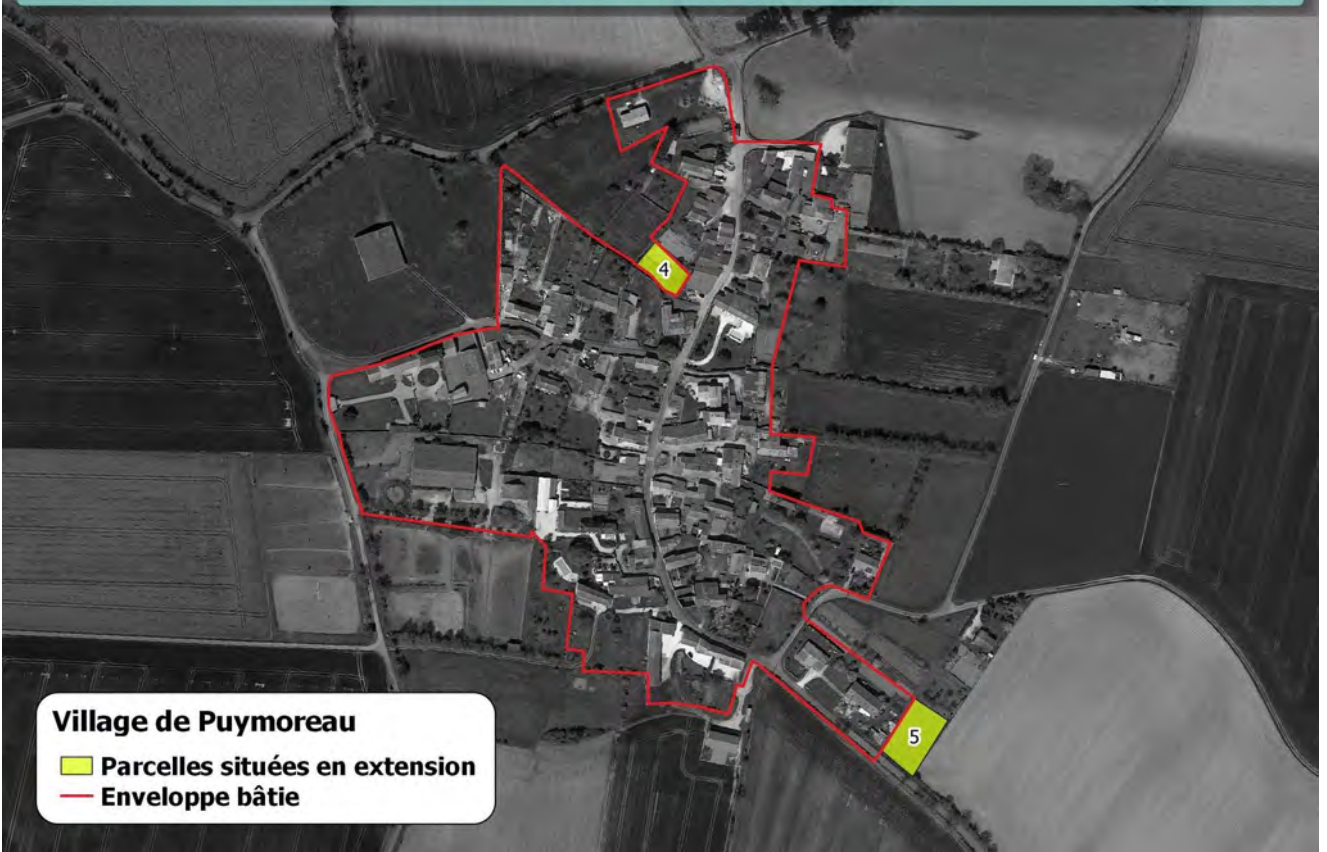 4
5
Village de Puymoreau
Parcelles situées en extension
Enveloppe bâtie